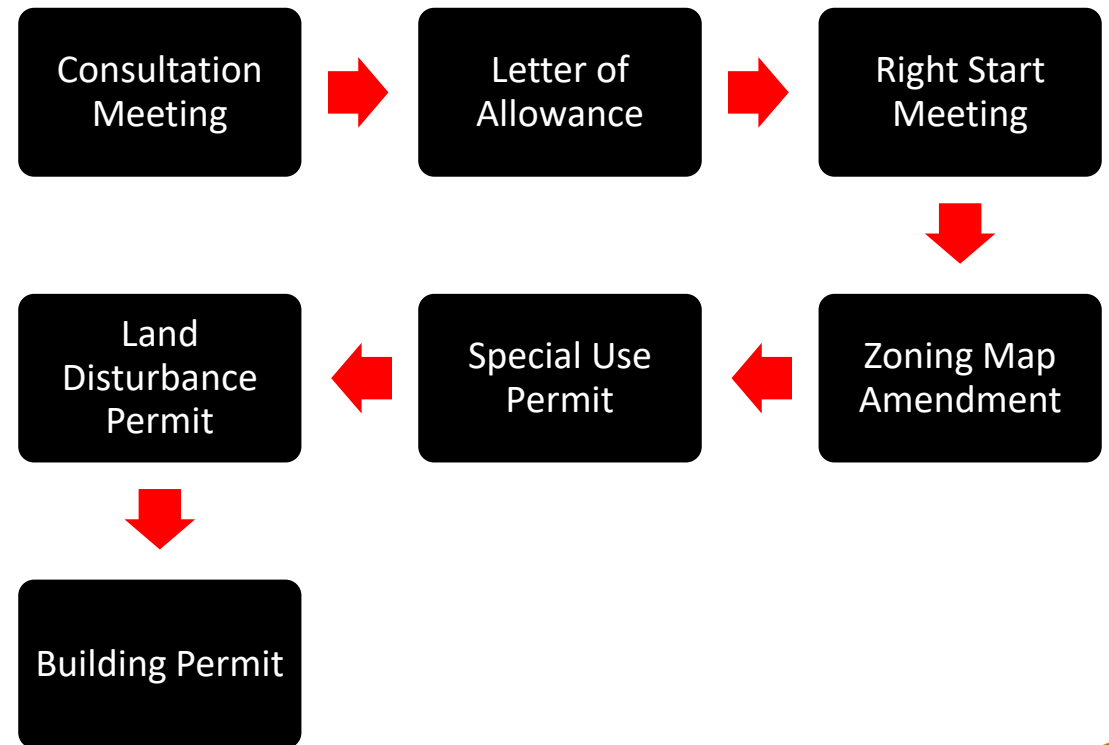 Consultation
Meeting
Letter of
Allowance
Right Start
Meeting
Zoning Map
Amendment
Special Use
Permit
Land
Disturbance
Permit
Building Permit